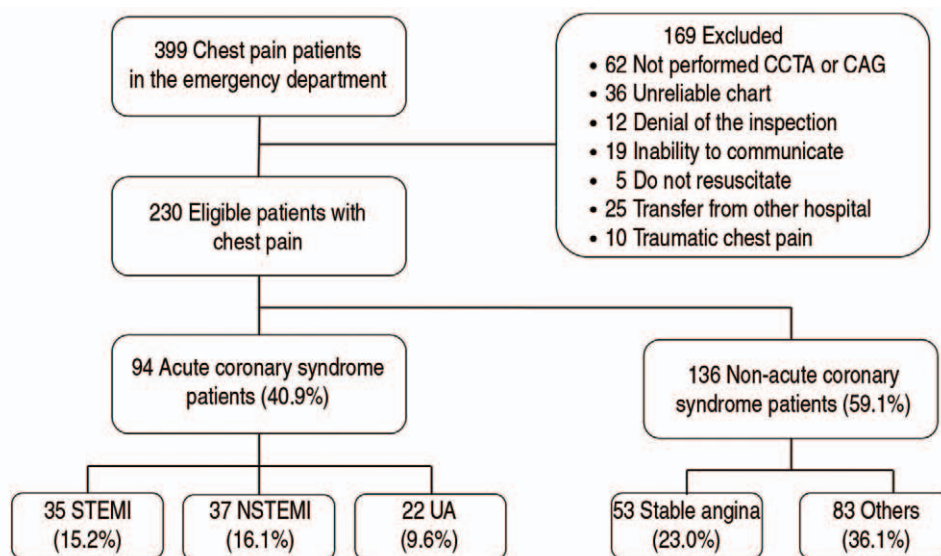 399 Chest pain patients
in the emergency department
169 Excluded
• 62 Not performed CCTA or CAG
• 36 Unreliable chart
• 12 Denial of the inspection
• 19 Inability to communicate
• 5 Do not resuscitate
• 25 Transfer from other hospital
• 10 Traumatic chest pain
230 Eligible patients with
chest pain
94 Acute coronary syndrome
patients (40.9%)
136 Non-acute coronary
syndrome patients (59.1%)
35 STEMI
(15.2%)
37 NSTEMI
(16.1%)
22 UA
(9.6%)
53 Stable angina
(23.0%)
83 Others
(36.1%)